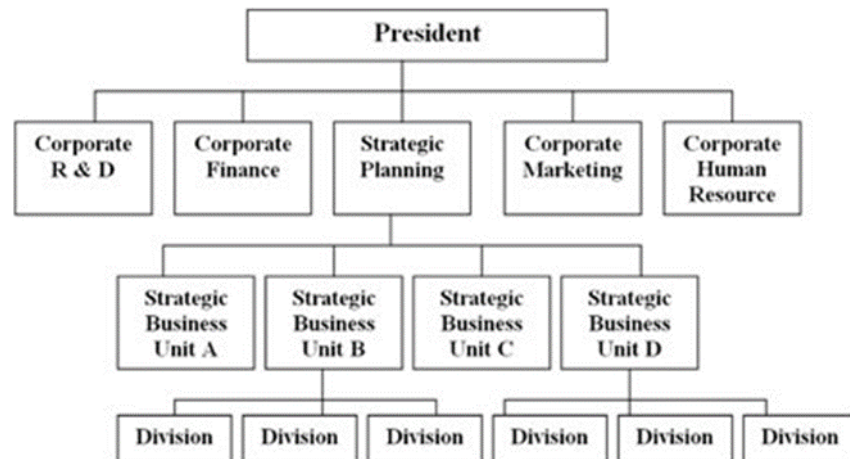 President
Corporate
R & D
Corporate
Finance
Strategic
Planning
Corporate
Marketing
Corporate
Human
Resource
Strategic
Business
Unit A
Strategic
Business
Unit B
Strategic
Business
Unit C
Strategic
Business
Unit D
Division
Division
Division
Division
Division
Division